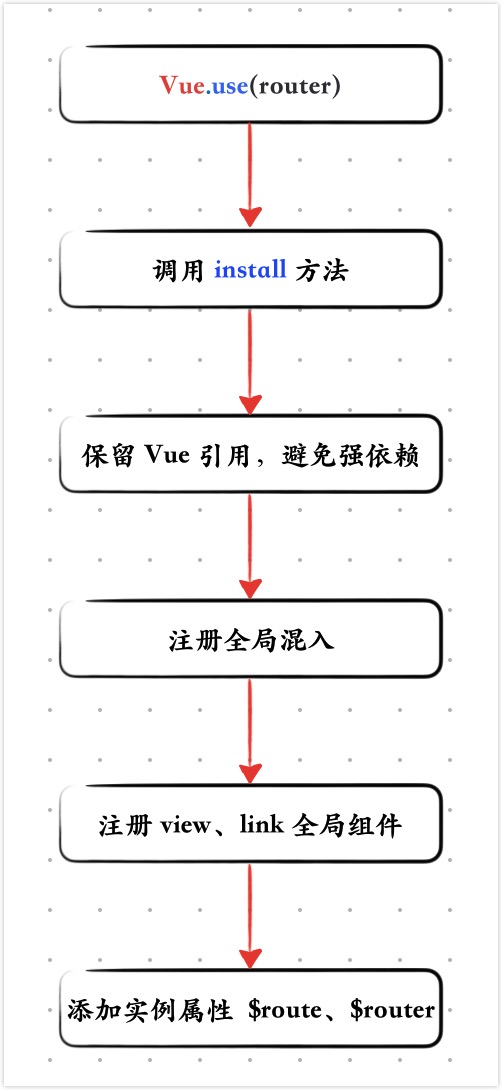 Vue.use(router)
调用 install 方法
保留 Vue 引用，避免强依赖
注册全局混入
注册 view、link 全局组件
添加实例属性 $route、$router